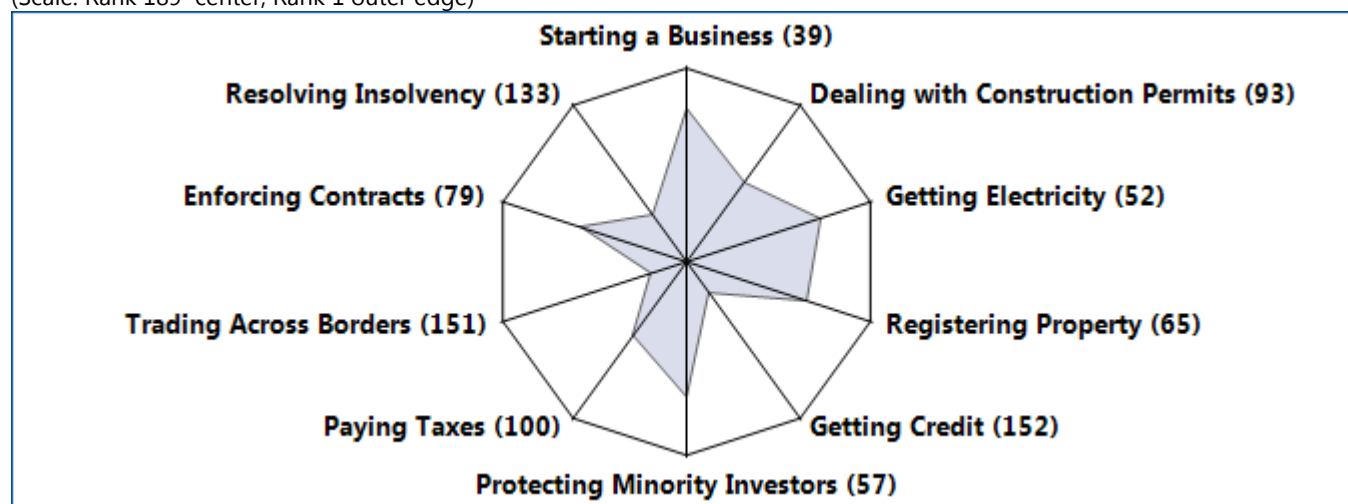 (Scale: Rank 189 center, Rank 1 outer edge)
Starting a Business (39)
Resolving Insolvency (133)
Dealing with Construction Permits (93)
Enforcing Contracts (79)
Getting Electricity (52)
Trading Across Borders (151)
Registering Property (65)
Paying Taxes (100)
Getting Credit (152)
Protecting Minority Investors (57)